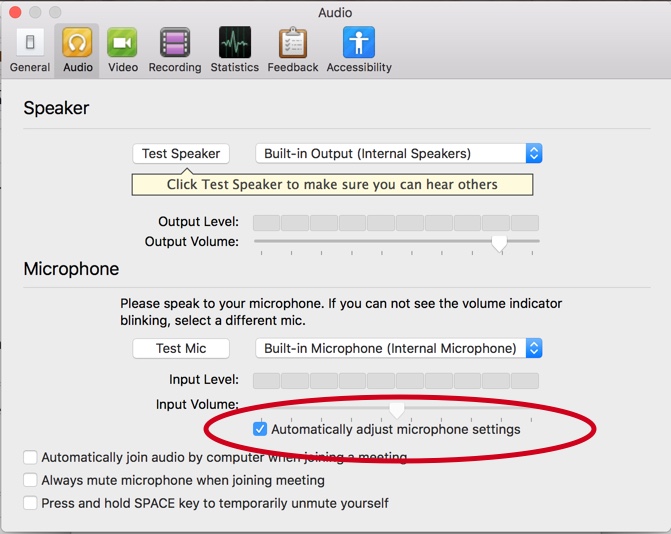 Audio
General Audio Video Recording Statistics Feedback Accessibility
Speaker
Test Speaker Built-in Output (Internal Speakers)
Click Test Speaker to make sure you can hear others
Output Level:
Output Volume:
Microphone
Please speak to your microphone. If you can not see the volume indicator
blinking, select a different mic.
Test Mic Built-in Microphone (Internal Microphone)
Input Level:
Input Volume:
Automatically adjust microphone settings
Automatically join audio by computer when joining a meeting
Always mute microphone when joining meeting
Press and hold SPACE key to temporarily unmute yourself